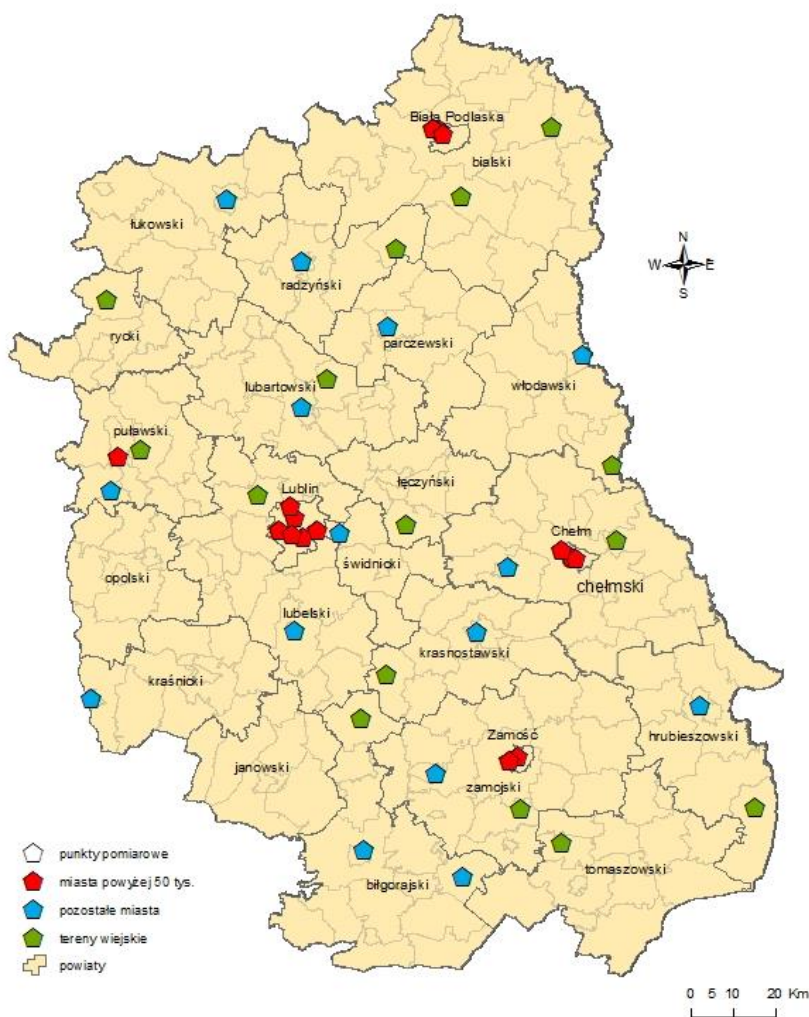 Biała Podlaska
bialski
łukowski
N
W E
S
radzyński
rycki
parczewski
lubartowski
włodawski
puławski
łęczyński
Lublin
Chełm
świdnicki
opolski
chełmski
lubelski
krasnostawski
kraśnicki
Zamość
hrubieszowski
janowski
zamojski
punkty pomiarowe
tomaszowski
miasta powyżej 50 tys.
biłgorajski
pozostałe miasta
tereny wiejskie
powiaty
0 5 10 20 Km